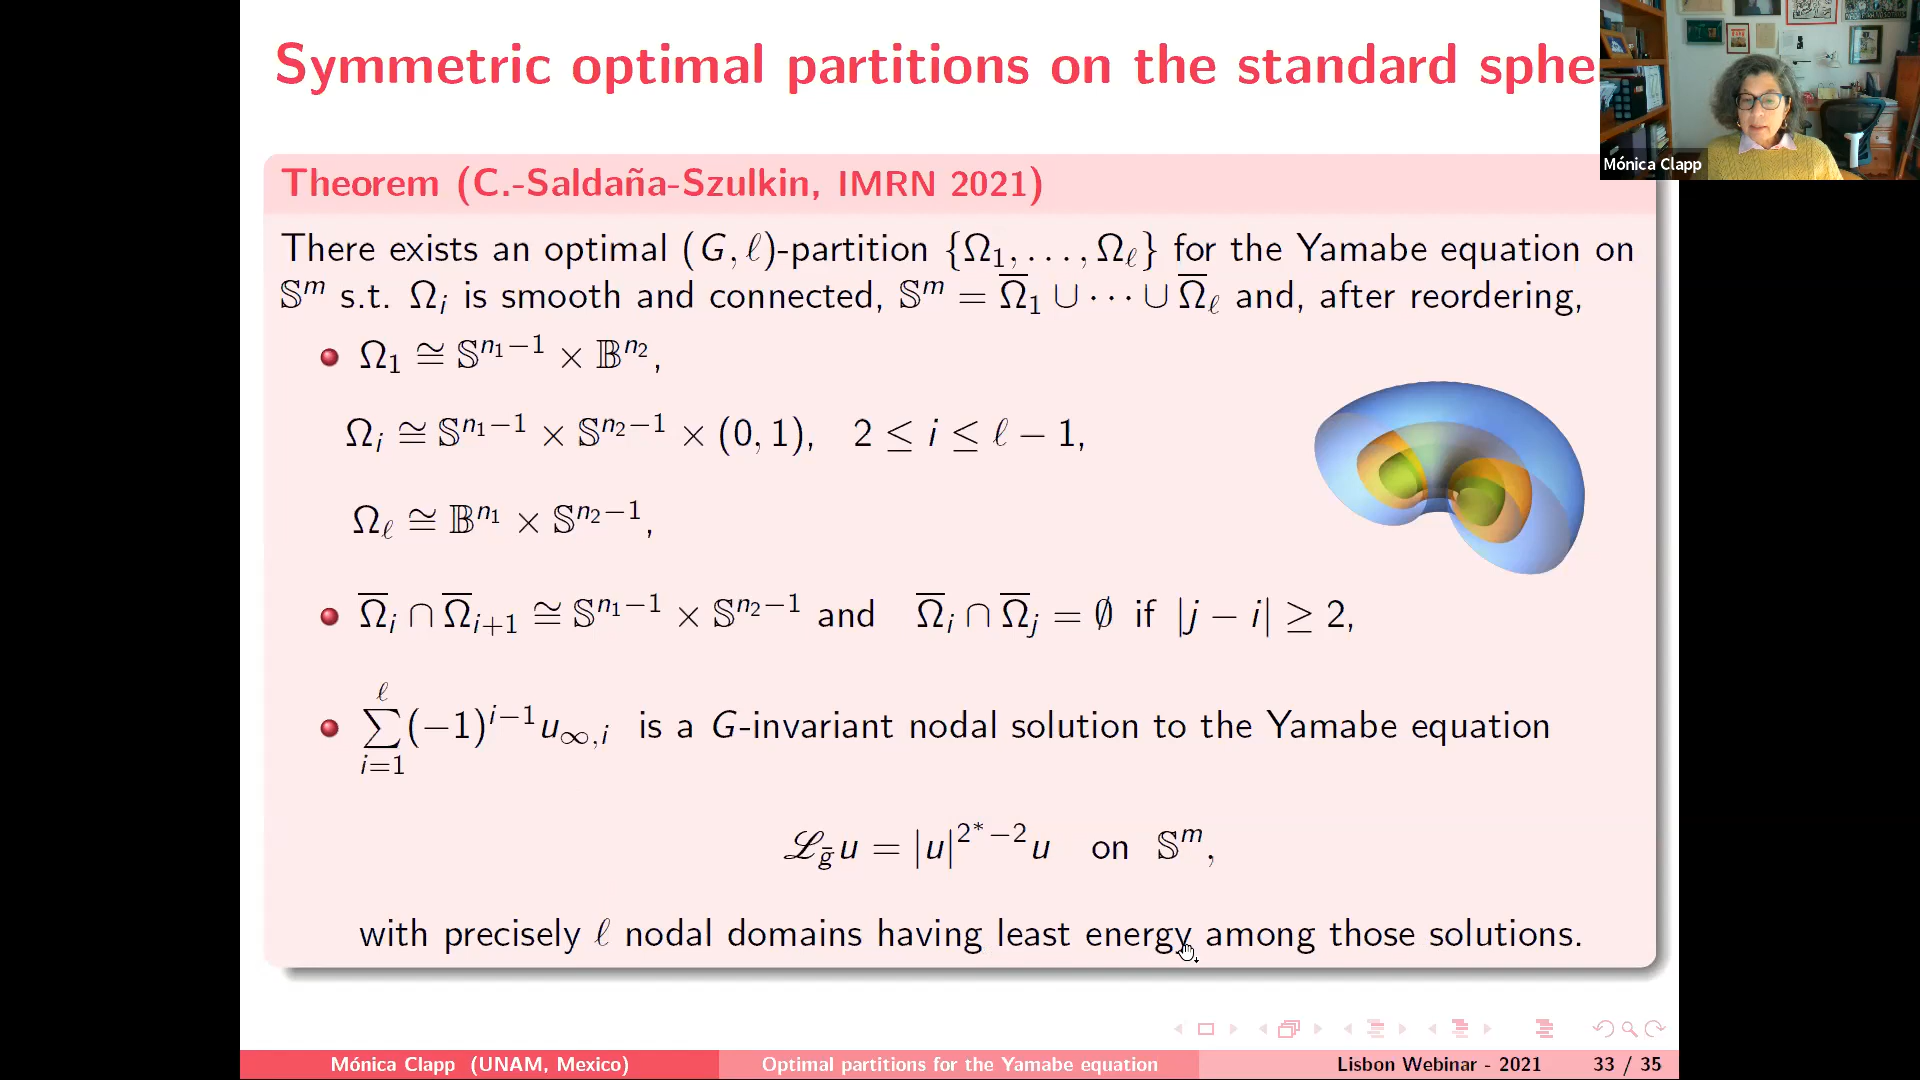 Symmetric optimal partitions on the standard sphe
Mónica Clapp
Theorem (C.-Saldaña-Szulkin, IMRN 2021)
There exists an optimal (G, ℓ)-partition {Ω₁, …, Ω_ℓ} for the Yamabe equation on
𝕊ᵐ s.t. Ω_i is smooth and connected, 𝕊ᵐ = Ω̅₁ ∪ ⋯ ∪ Ω̅_ℓ and, after reordering,
Ω₁ ≅ 𝕊^{n₁−1} × 𝔹^{n₂},
Ω_i ≅ 𝕊^{n₁−1} × 𝕊^{n₂−1} × (0, 1), 2 ≤ i ≤ ℓ − 1,
Ω_ℓ ≅ 𝔹^{n₁} × 𝕊^{n₂−1},
Ω̅_i ∩ Ω̅_{i+1} ≅ 𝕊^{n₁−1} × 𝕊^{n₂−1} and Ω̅_i ∩ Ω̅_j = ∅ if |j − i| ≥ 2,
∑_{i=1}^{ℓ} (−1)^{i−1} u_{∞,i} is a G-invariant nodal solution to the Yamabe equation
ℒ_{g̅} u = |u|^{2*−2} u on 𝕊ᵐ,
with precisely ℓ nodal domains having least energy among those solutions.
Mónica Clapp (UNAM, Mexico) Optimal partitions for the Yamabe equation Lisbon Webinar - 2021 33 / 35